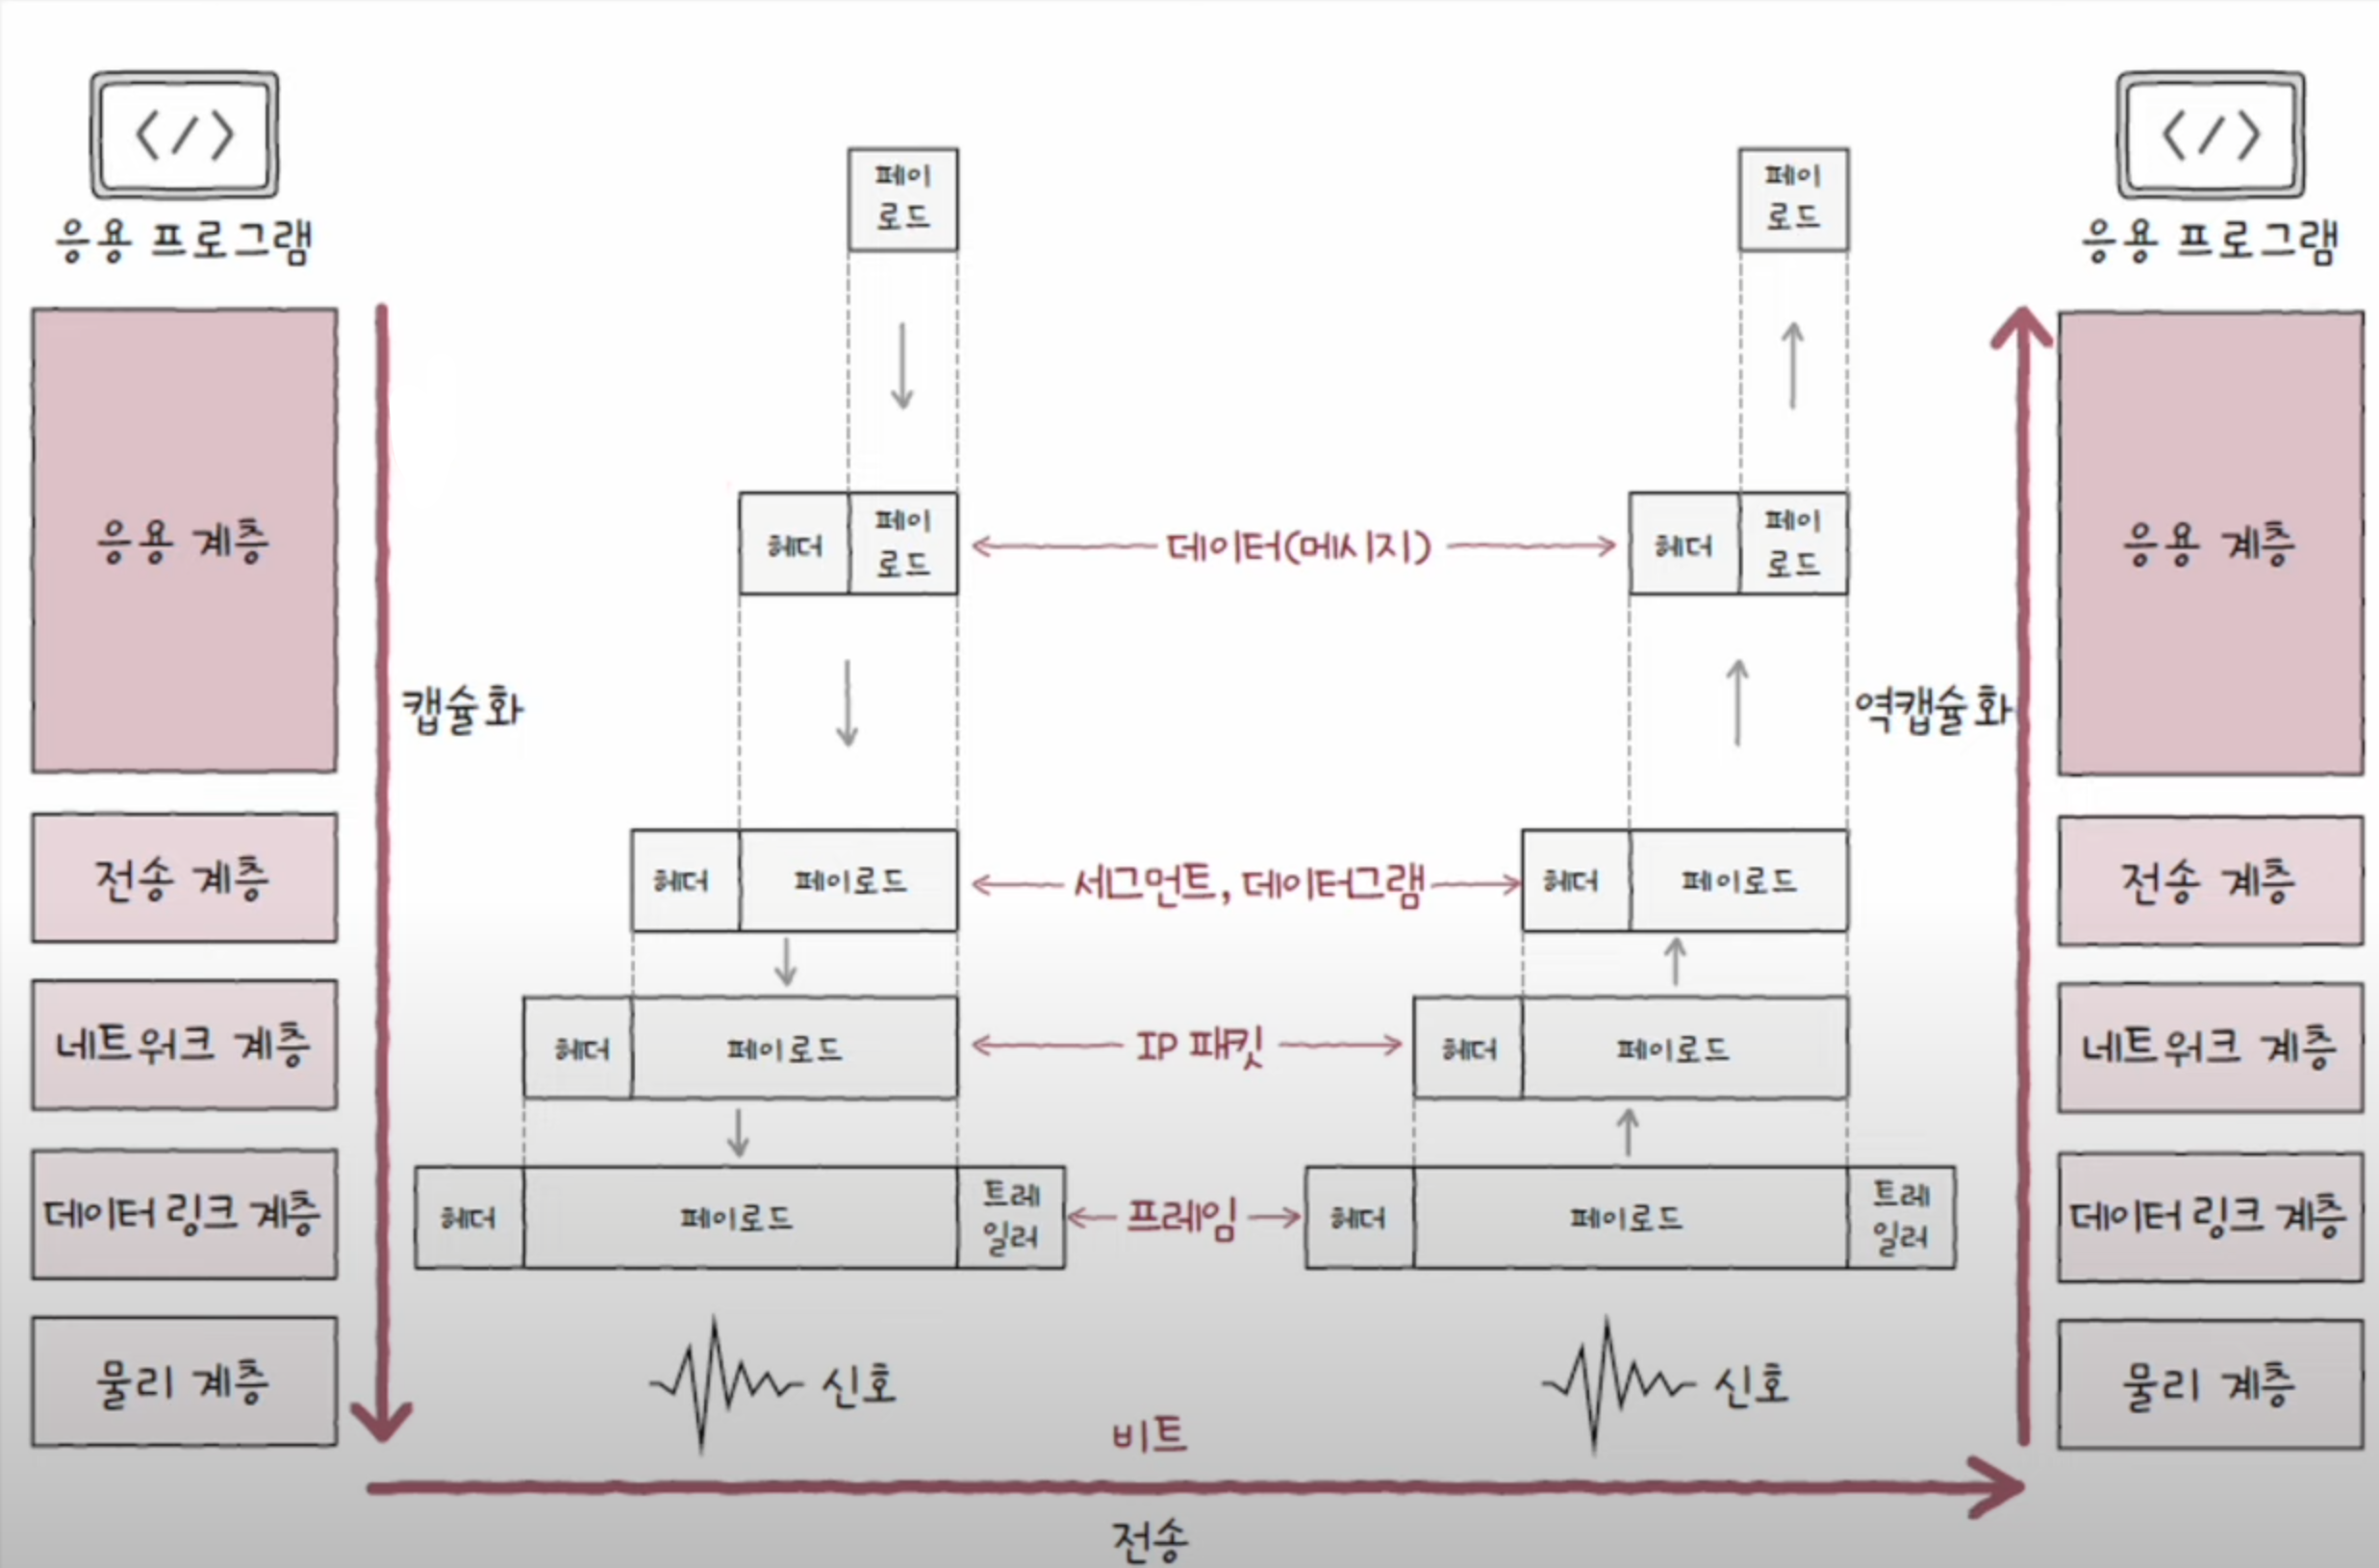 응용 프로그램
응용 프로그램
페이
로드
페이
로드
응용 계층
헤더
페이
로드
데이터(메시지)
헤더
페이
로드
응용 계층
캡슐화
역캡슐화
전송 계층
헤더
페이로드
세그먼트, 데이터그램
헤더
페이로드
전송 계층
네트워크 계층
헤더
페이로드
IP 패킷
헤더
페이로드
네트워크 계층
데이터 링크 계층
헤더
페이로드
트레
일러
프레임
헤더
페이로드
트레
일러
데이터 링크 계층
물리 계층
신호
신호
물리 계층
비트
전송